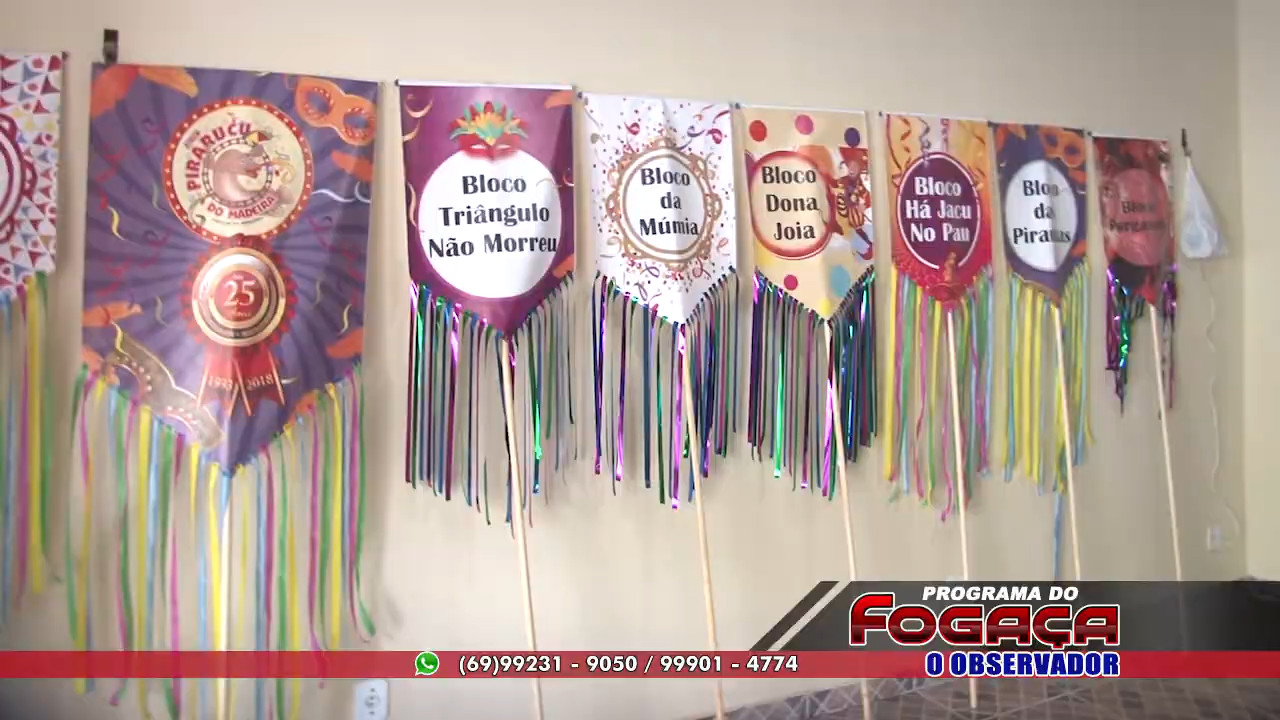 PIRARUCU
DO MADEIRA
25
1993 2018
Bloco
Triângulo
Não Morreu
Bloco
da
Múmia
Bloco
Dona
Joia
Bloco
Há Jacu
No Pau
da
Piranas
Bloco
PROGRAMA DO
FOGAÇA
O OBSERVADOR
(69)99231 - 9050 / 99901 - 4774